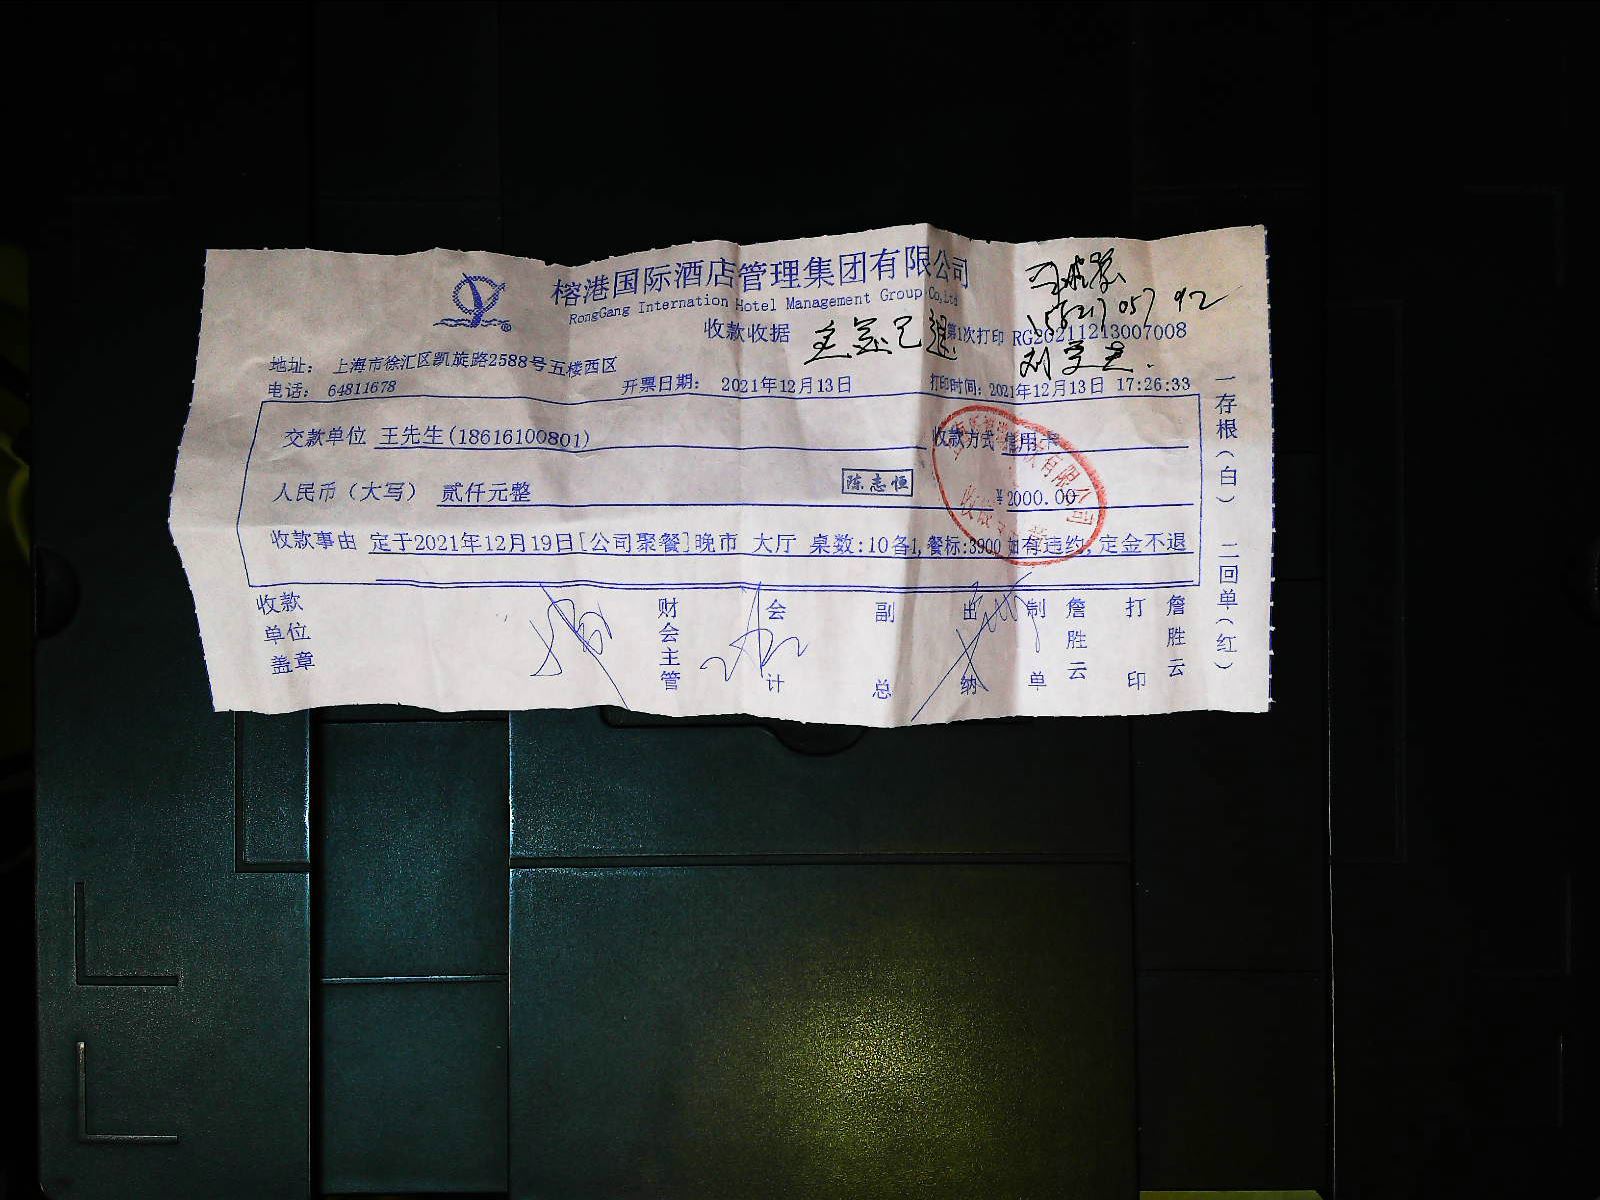 榕港国际酒店管理集团有限公司
RongGang Internation Hotel Management Group Co,Ltd
收款收据
第1次打印 RG20211213007008
地址： 上海市徐汇区凯旋路2588号五楼西区
电话： 64811678
开票日期： 2021年12月13日
打印时间: 2021年12月13日 17:26:33
交款单位 王先生(18616100801)
收款方式 信用卡
人民币（大写） 贰仟元整
陈志恒
¥2000.00
收款事由 定于2021年12月19日[公司聚餐]晚市 大厅 桌数:10备1,餐标:3900 如有违约,定金不退
收款单位盖章
财会主管
会计
副总
出纳
制单
詹胜云
打印
詹胜云
一存根（白） 二回单（红）